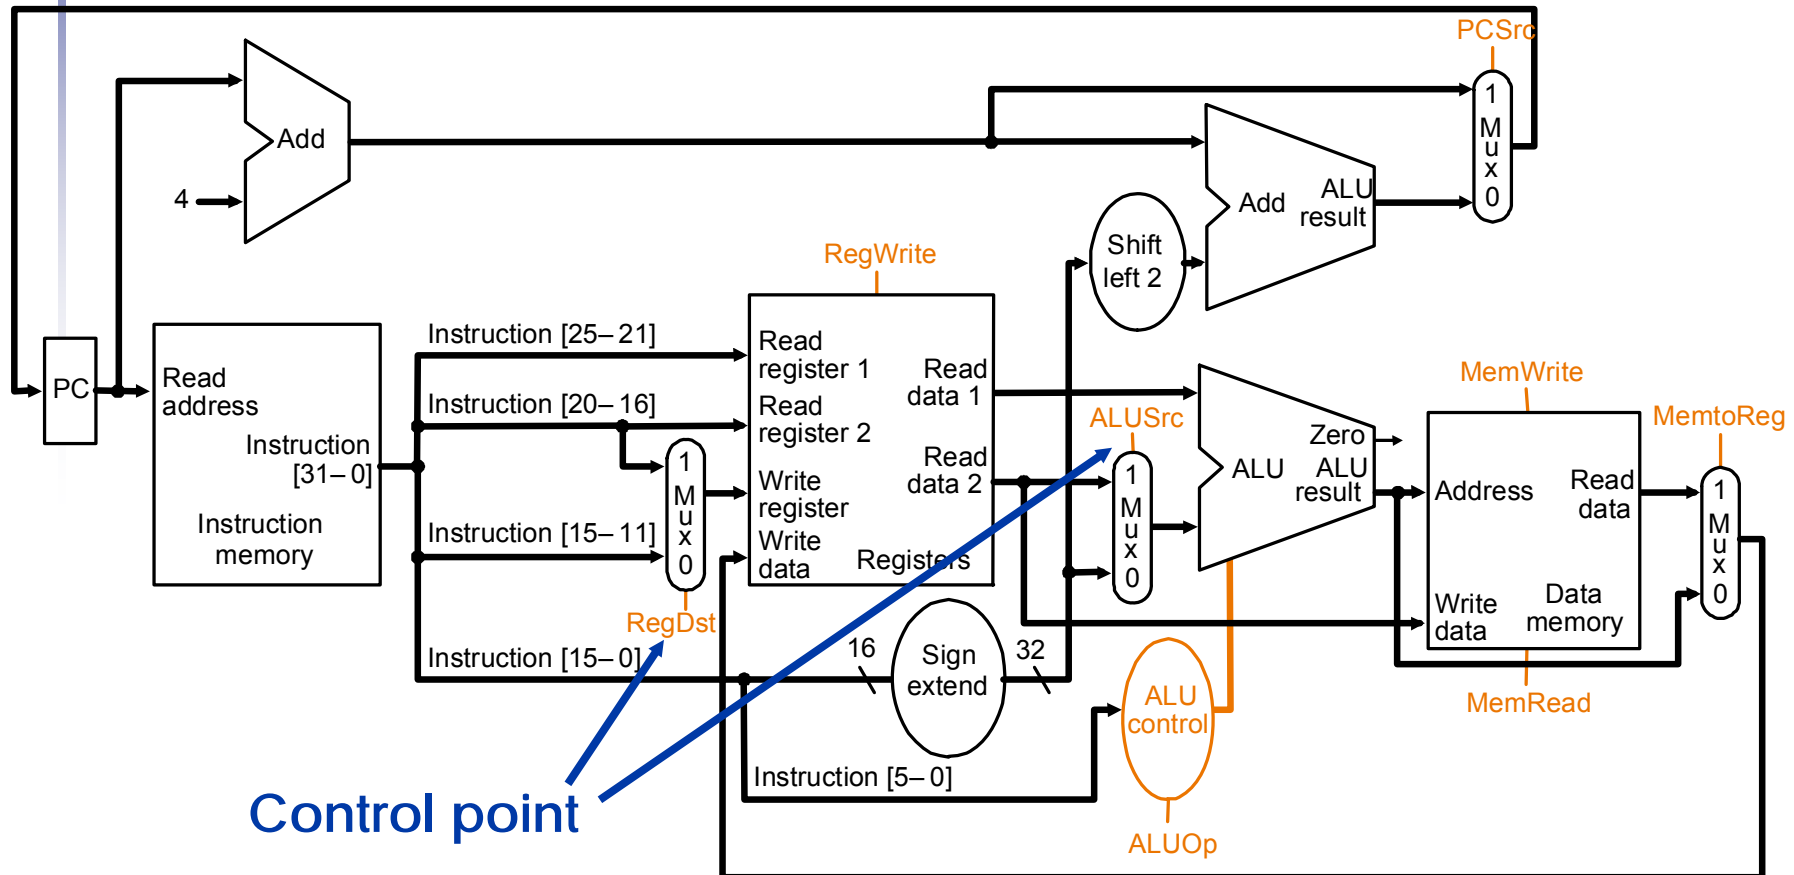 PCSrc
1
M
u
x
0
Add
4
Add
ALU
result
Shift
left 2
RegWrite
PC
Read
address
Instruction
[31– 0]
Instruction
memory
Instruction [25– 21]
Instruction [20– 16]
Instruction [15– 11]
Instruction [15– 0]
Instruction [5– 0]
1
M
u
x
0
RegDst
Read
register 1
Read
register 2
Write
register
Write
data
Read
data 1
Read
data 2
Registers
16
Sign
extend
32
ALUSrc
1
M
u
x
0
Zero
ALU
ALU
result
ALU
control
ALUOp
MemWrite
Address
Read
data
Write
data
Data
memory
MemRead
MemtoReg
1
M
u
x
0
Control point